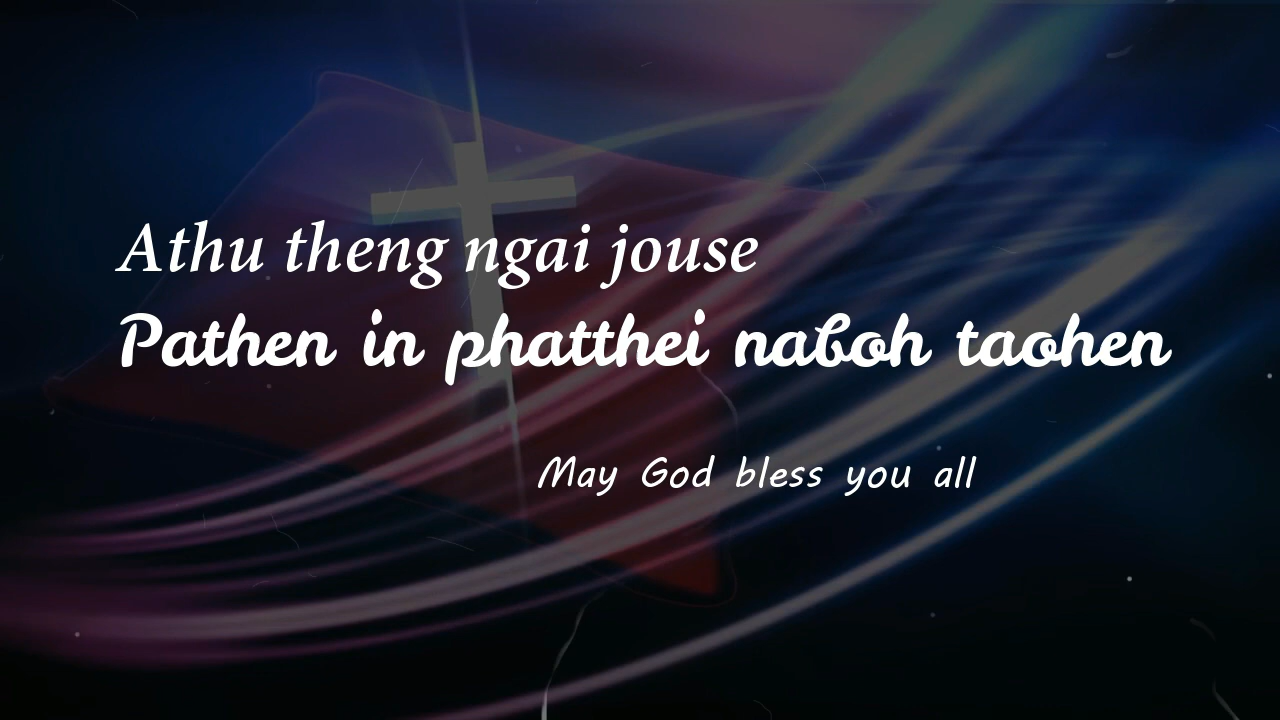 Athu theng ngai jouse
Pathen in phatthei naboh taohen
May God bless you all